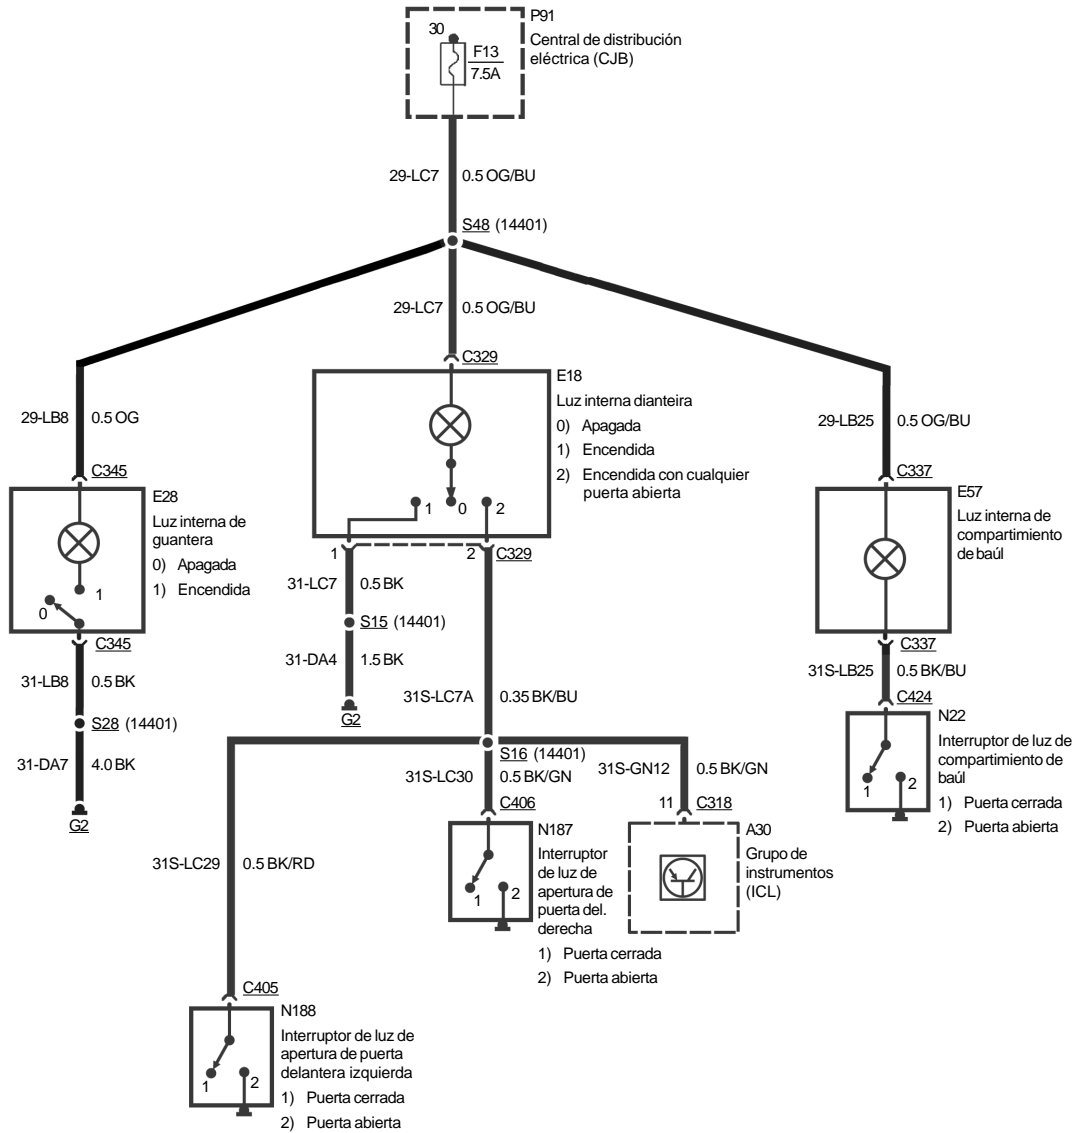 P91
30
Central de distribución
eléctrica (CJB)
F13
7.5A
29-LC7
0.5 OG/BU
S48 (14401)
29-LC7
0.5 OG/BU
C329
E18
Luz interna dianteira
0) Apagada
1) Encendida
2) Encendida con cualquier
puerta abierta
1
0
2
1
2
C329
29-LB8
0.5 OG
C345
E28
Luz interna de
guantera
0) Apagada
1) Encendida
1
0
C345
31-LB8
0.5 BK
S28 (14401)
31-DA7
4.0 BK
G2
31-LC7
0.5 BK
S15 (14401)
31-DA4
1.5 BK
G2
31S-LC7A
0.35 BK/BU
29-LB25
0.5 OG/BU
C337
E57
Luz interna de
compartimiento
de baúl
C337
31S-LB25
0.5 BK/BU
C424
N22
Interruptor de luz de
compartimiento de
baúl
1) Puerta cerrada
2) Puerta abierta
1
2
S16 (14401)
31S-LC30
0.5 BK/GN
31S-GN12
0.5 BK/GN
C406
11
C318
N187
Interruptor
de luz de
apertura de
puerta del.
derecha
1) Puerta cerrada
2) Puerta abierta
1
2
A30
Grupo de
instrumentos
(ICL)
31S-LC29
0.5 BK/RD
C405
N188
Interruptor de luz de
apertura de puerta
delantera izquierda
1) Puerta cerrada
2) Puerta abierta
1
2